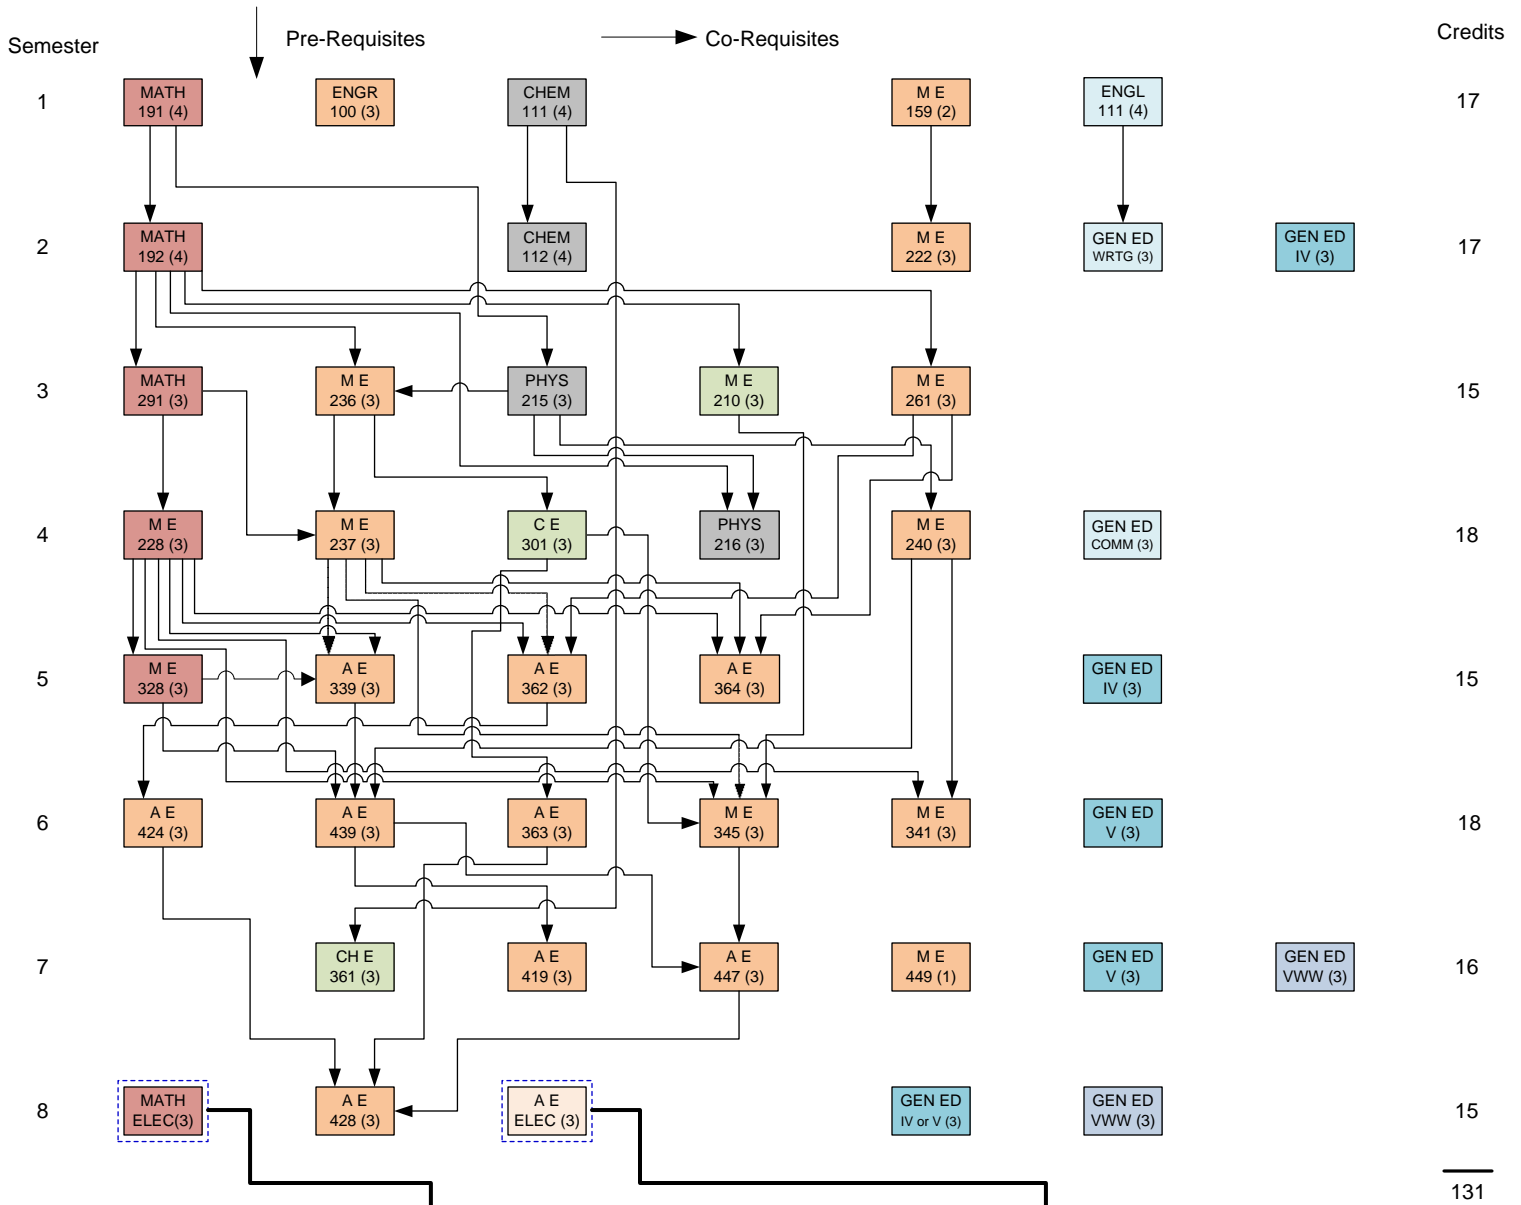 Pre-Requisites
Co-Requisites
Semester
Credits
1
MATH
191 (4)
ENGR
100 (3)
CHEM
111 (4)
M E
159 (2)
ENGL
111 (4)
17
2
MATH
192 (4)
CHEM
112 (4)
M E
222 (3)
GEN ED
WRTG (3)
GEN ED
IV (3)
17
3
MATH
291 (3)
M E
236 (3)
PHYS
215 (3)
M E
210 (3)
M E
261 (3)
15
4
M E
228 (3)
M E
237 (3)
C E
301 (3)
PHYS
216 (3)
M E
240 (3)
GEN ED
COMM (3)
18
5
M E
328 (3)
A E
339 (3)
A E
362 (3)
A E
364 (3)
GEN ED
IV (3)
15
6
A E
424 (3)
A E
439 (3)
A E
363 (3)
M E
345 (3)
M E
341 (3)
GEN ED
V (3)
18
7
CH E
361 (3)
A E
419 (3)
A E
447 (3)
M E
449 (1)
GEN ED
V (3)
GEN ED
VWW (3)
16
8
MATH
ELEC(3)
A E
428 (3)
A E
ELEC (3)
GEN ED
IV or V (3)
GEN ED
VWW (3)
15
131